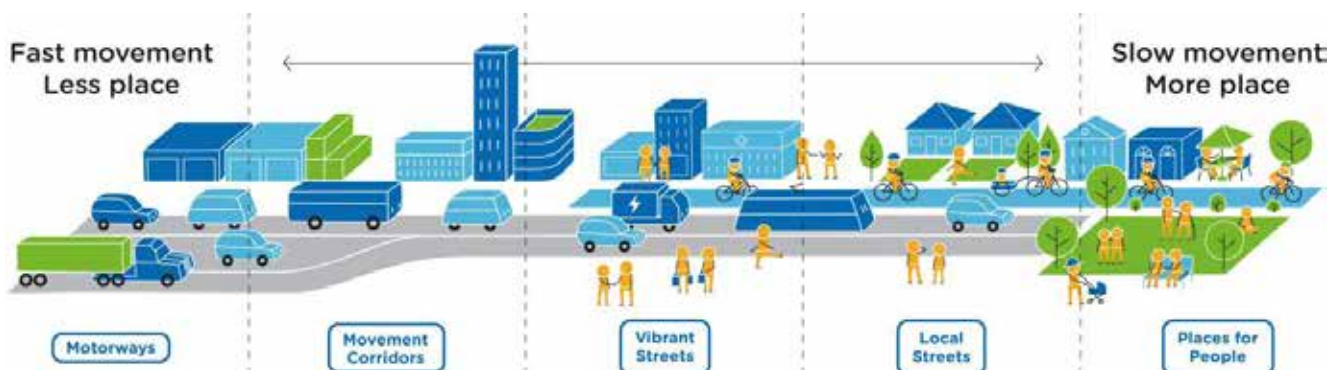 Fast movement
Less place
Slow movement
More place
Motorways
Movement
Corridors
Vibrant
Streets
Local
Streets
Places for
People